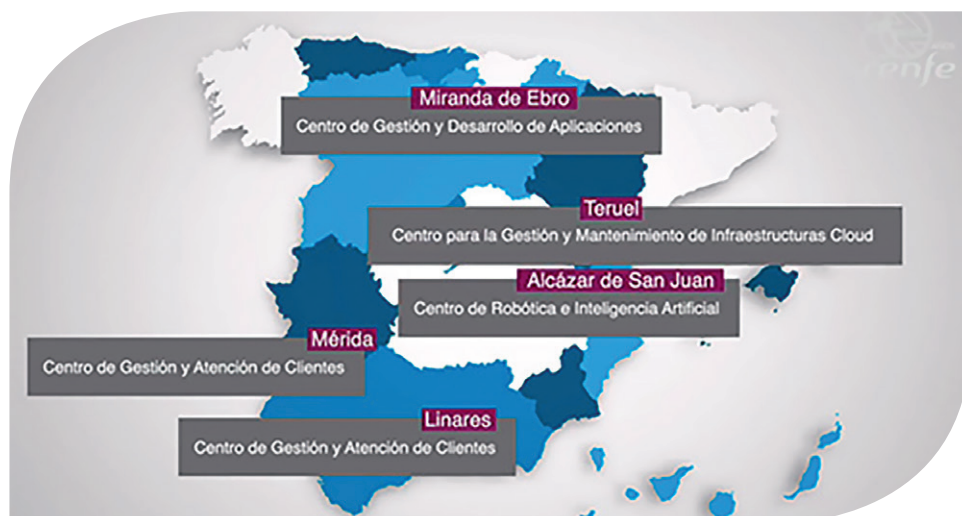 renfe
Miranda de Ebro
Centro de Gestión y Desarrollo de Aplicaciones
Teruel
Centro para la Gestión y Mantenimiento de Infraestructuras Cloud
Alcázar de San Juan
Centro de Robótica e Inteligencia Artificial
Mérida
Centro de Gestión y Atención de Clientes
Linares
Centro de Gestión y Atención de Clientes